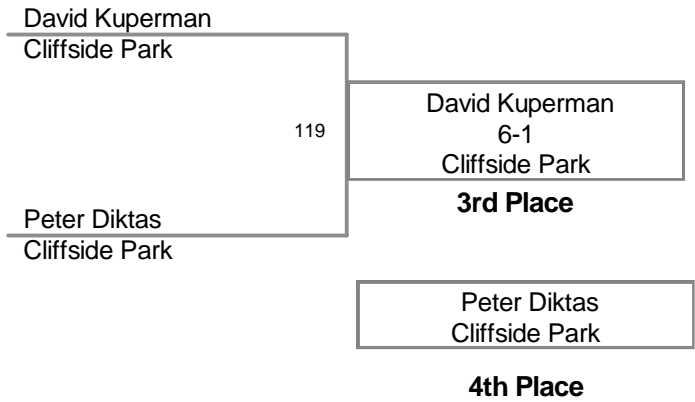 David Kuperman
Cliffside Park
119
David Kuperman
6-1
Cliffside Park
3rd Place
Peter Diktas
Cliffside Park
Peter Diktas
Cliffside Park
4th Place